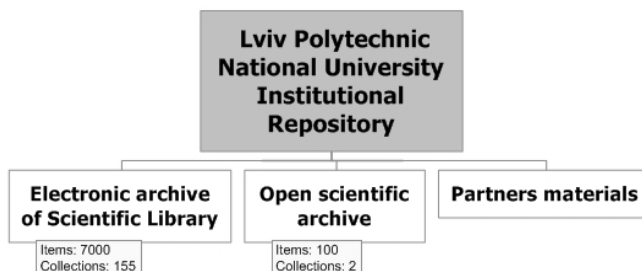 Lviv Polytechnic
National University
Institutional
Repository
Electronic archive
of Scientific Library
Open scientific
archive
Partners materials
Items: 7000
Collections: 155
Items: 100
Collections: 2